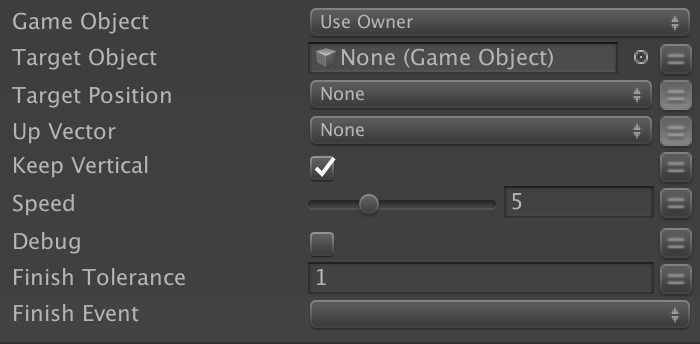 Game Object Use Owner
Target Object None (Game Object)
Target Position None
Up Vector None
Keep Vertical
Speed 5
Debug
Finish Tolerance 1
Finish Event